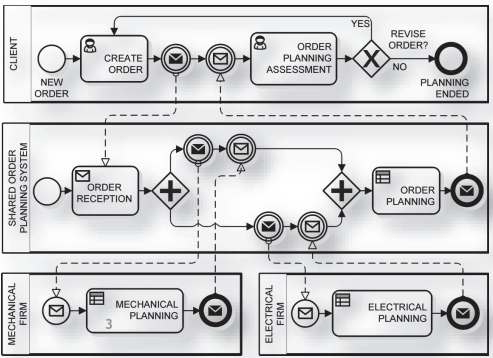 CLIENT
NEW
ORDER
CREATE
ORDER
ORDER
PLANNING
ASSESSMENT
YES
REVISE
ORDER?
NO
PLANNING
ENDED
SHARED ORDER
PLANNING SYSTEM
ORDER
RECEPTION
ORDER
PLANNING
MECHANICAL
FIRM
MECHANICAL
PLANNING
3
ELECTRICAL
FIRM
ELECTRICAL
PLANNING